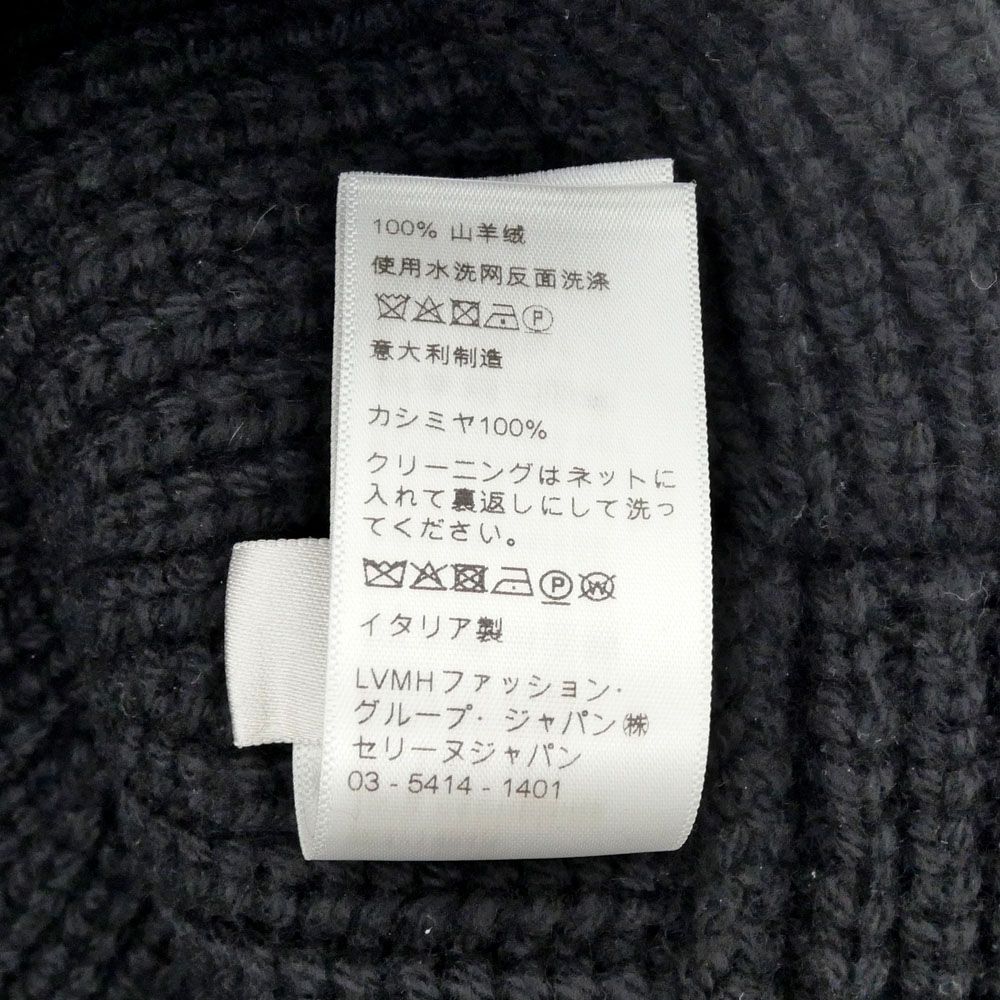 100% 山羊绒
使用水洗网反面洗涤
P
意大利制造
カシミヤ100%
クリーニングはネットに
入れて裏返しにして洗っ
てください。
P W
イタリア製
LVMHファッション・
グループ・ジャパン㈱
セリーヌジャパン
03 - 5414 - 1401